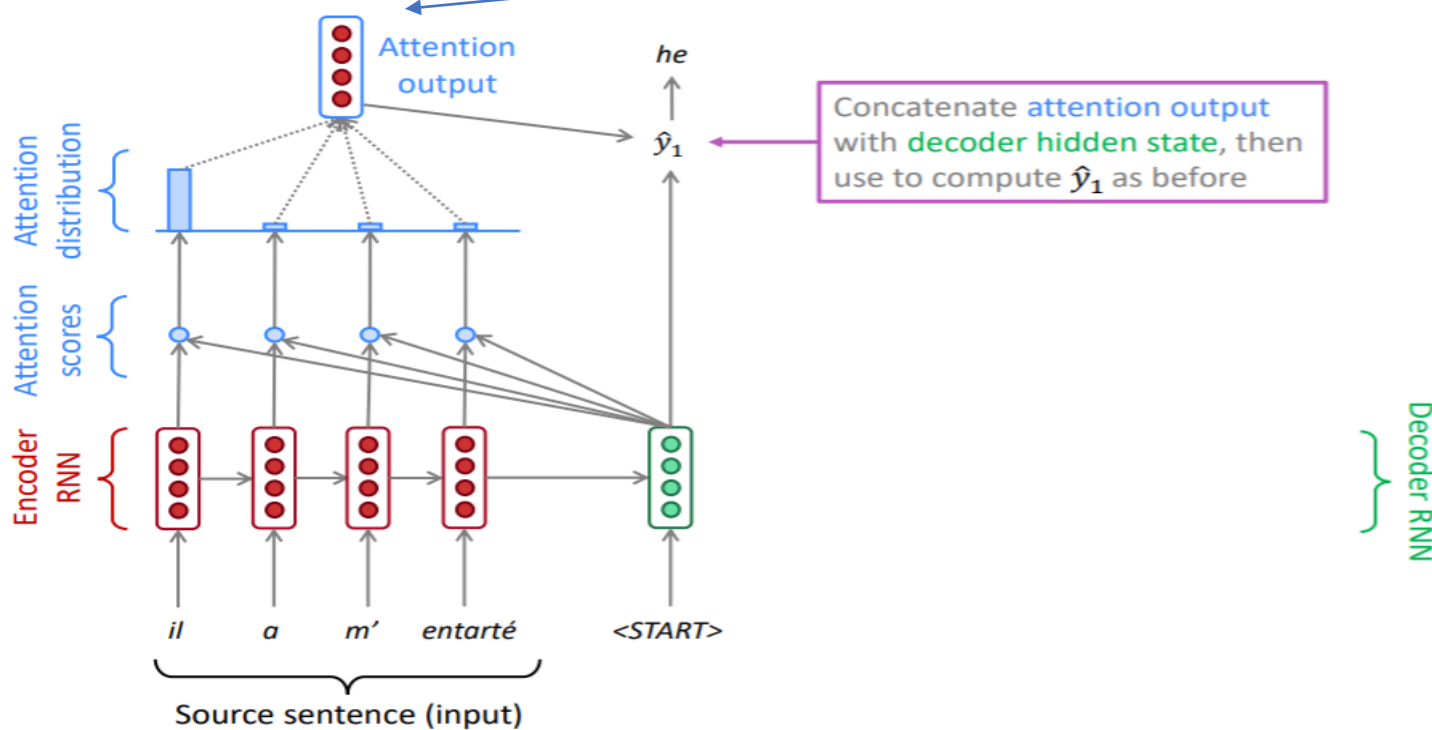 Attention
output
he
ŷ₁
Concatenate attention output
with decoder hidden state, then
use to compute ŷ₁ as before
Attention
distribution
Attention
scores
Encoder
RNN
Decoder RNN
il a m' entarté <START>
Source sentence (input)